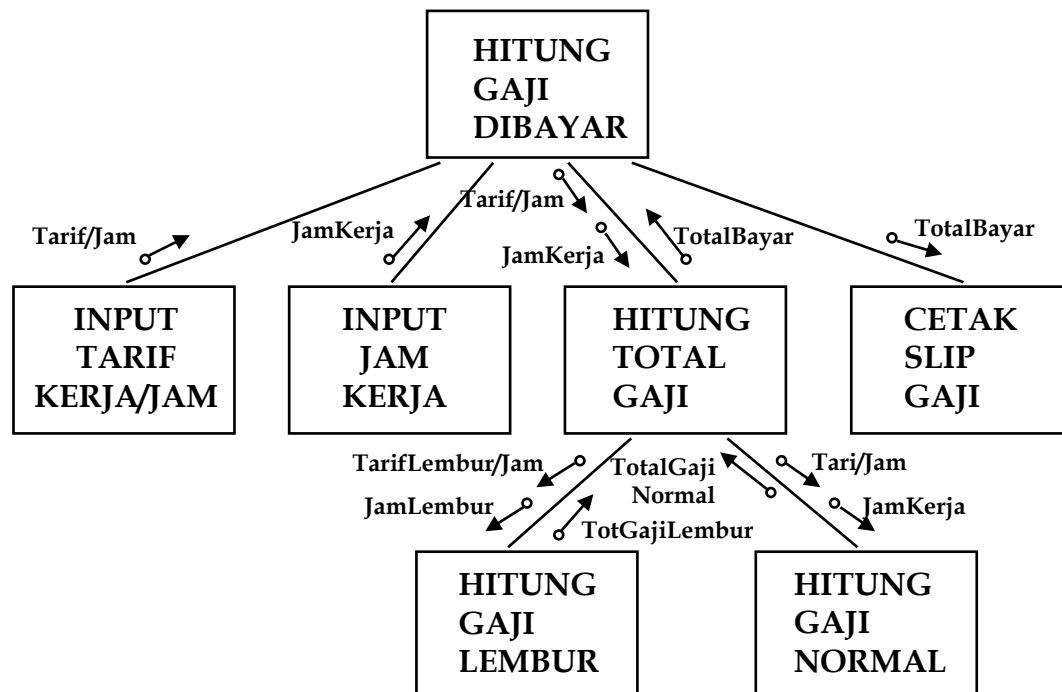 HITUNG
GAJI
DIBAYAR
Tarif/Jam
JamKerja
Tarif/Jam
JamKerja
TotalBayar
TotalBayar
INPUT
TARIF
KERJA/JAM
INPUT
JAM
KERJA
HITUNG
TOTAL
GAJI
CETAK
SLIP
GAJI
TarifLembur/Jam
JamLembur
TotGajiLembur
TotalGaji
Normal
Tari/Jam
JamKerja
HITUNG
GAJI
LEMBUR
HITUNG
GAJI
NORMAL